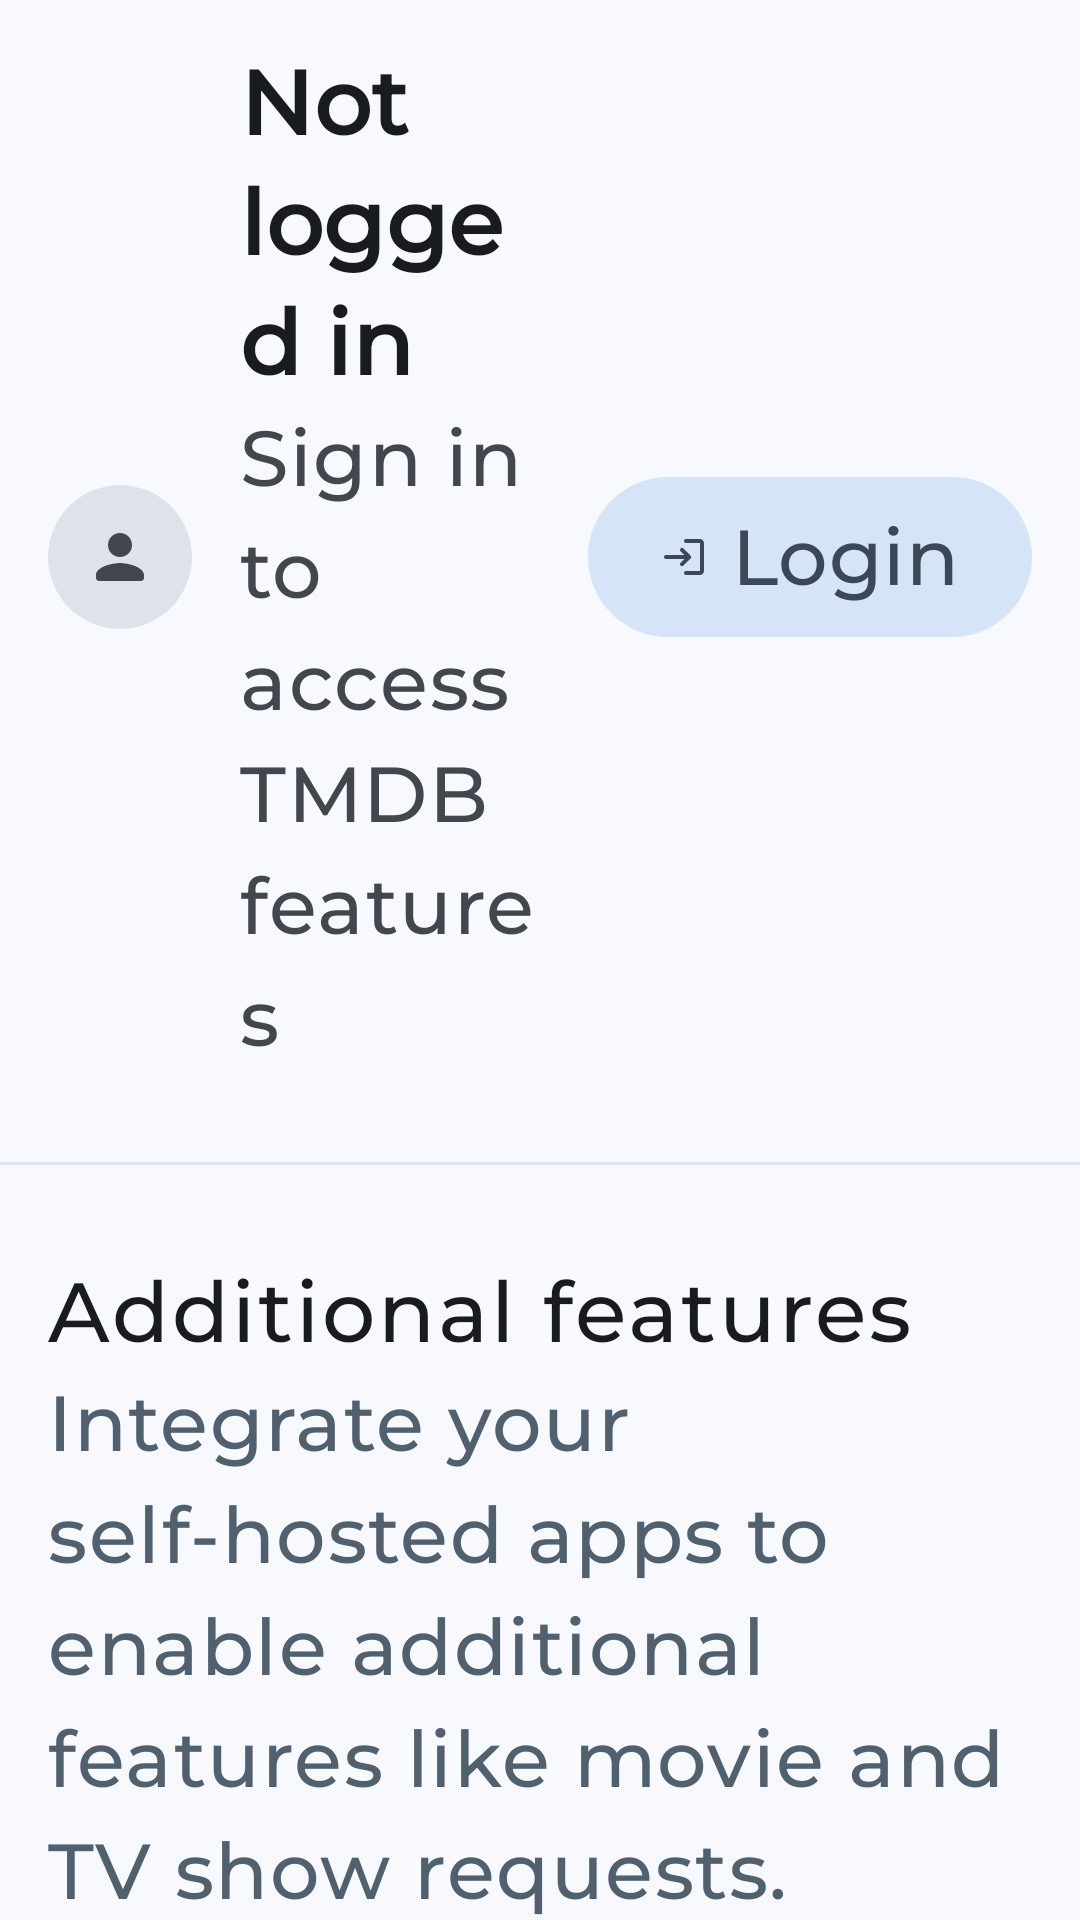 Not
logge
d in
Sign in
to
access
TMDB
feature
s
Login
Additional features
Integrate your
self-hosted apps to
enable additional
features like movie and
TV show requests.